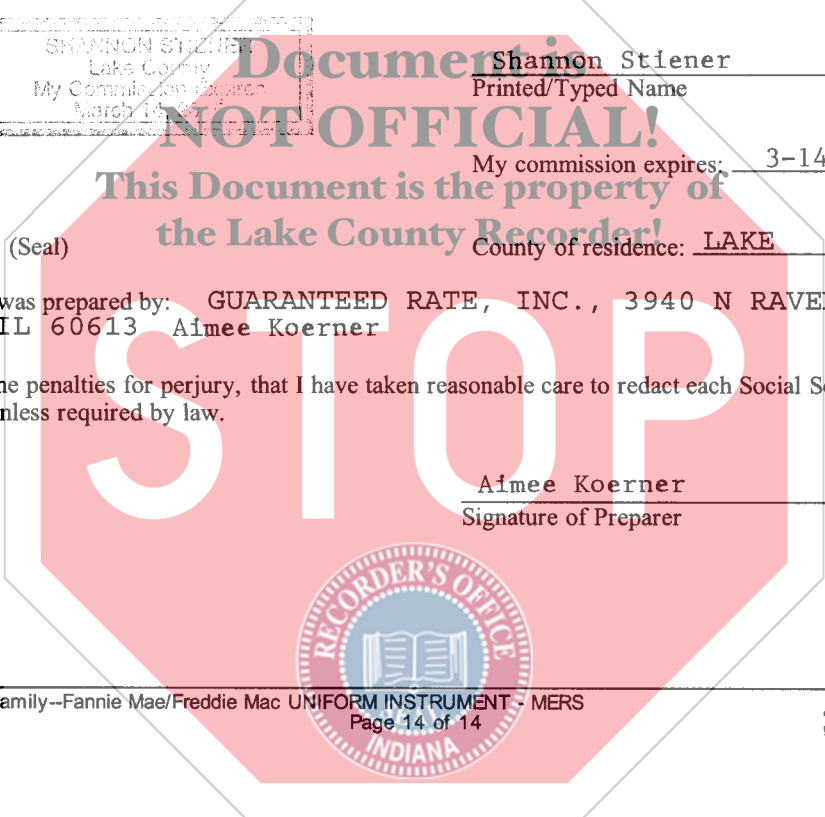 SHANNON STIENER
Lake County
My Commission Expires
March 14,
Document is
NOT OFFICIAL!
This Document is the property of
the Lake County Recorder!
Shannon Stiener
Printed/Typed Name
My commission expires: 3-14
(Seal)
County of residence: LAKE
was prepared by: GUARANTEED RATE, INC., 3940 N RAVE
IL 60613 Aimee Koerner
he penalties for perjury, that I have taken reasonable care to redact each Social S
nless required by law.
STOP
Aimee Koerner
Signature of Preparer
RECORDER'S OFFICE
INDIANA
amily--Fannie Mae/Freddie Mac UNIFORM INSTRUMENT - MERS
Page 14 of 14